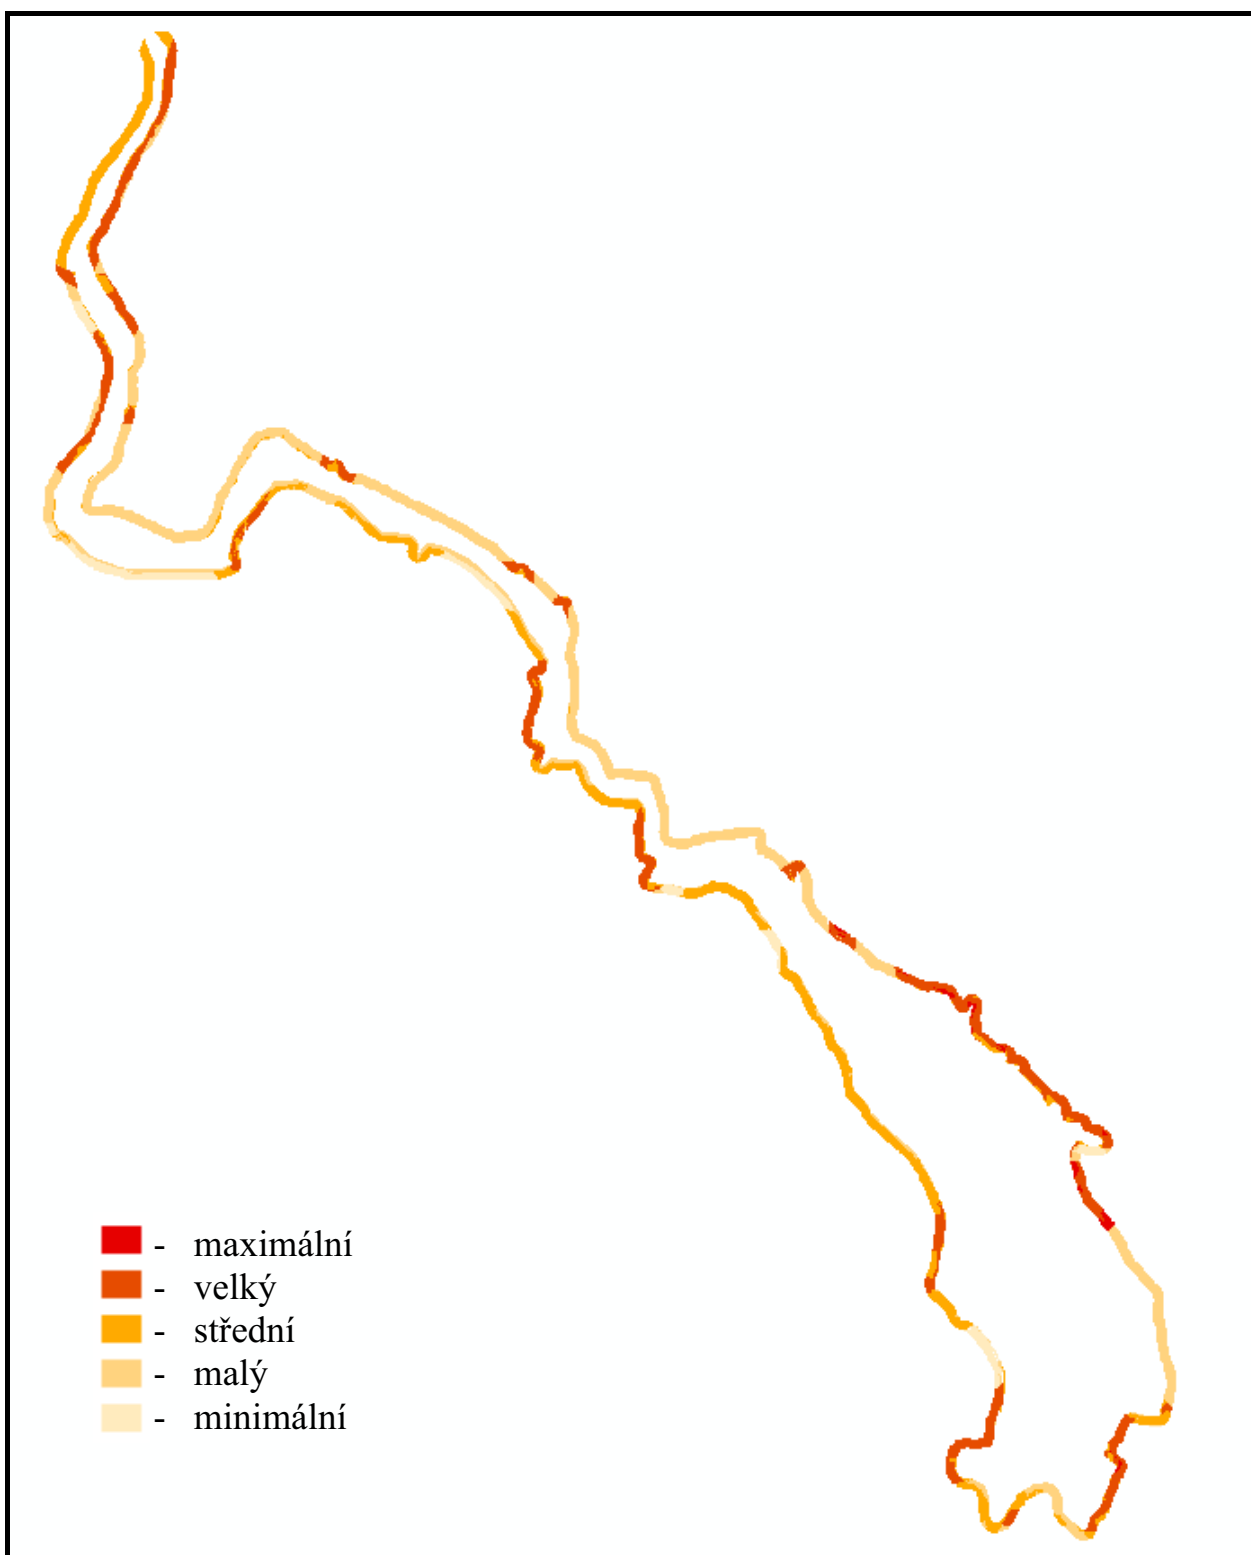 - maximální
- velký
- střední
- malý
- minimální